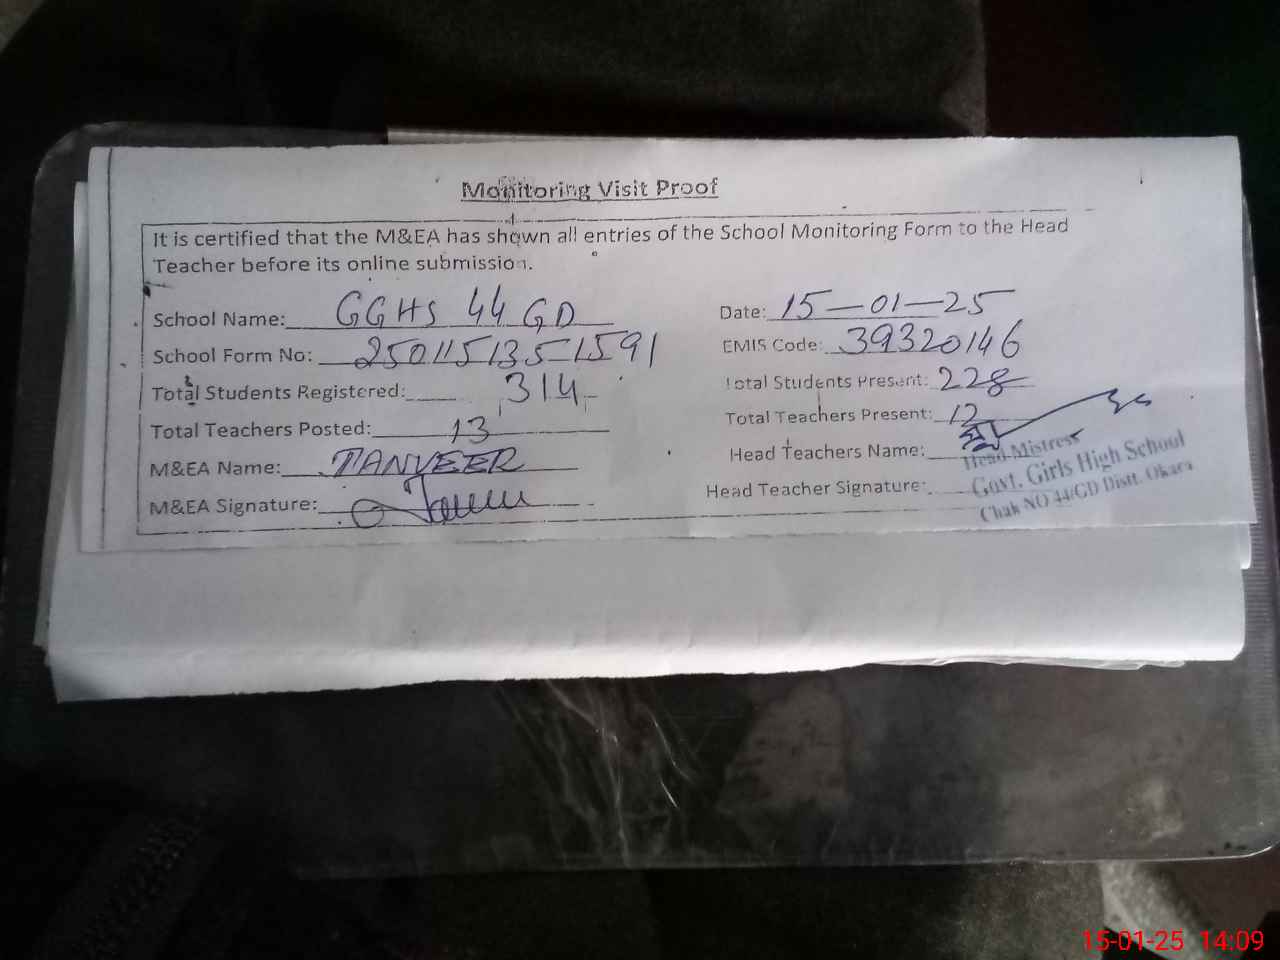 Monitoring Visit Proof
It is certified that the M&EA has shown all entries of the School Monitoring Form to the Head
Teacher before its online submission.
School Name: GGHS 44 GD Date: 15-01-25
School Form No: 250115135-1591 EMIS Code: 39320146
Total Students Registered: 314 Total Students Present: 228
Total Teachers Posted: 13 Total Teachers Present: 12
M&EA Name: TANVEER Head Teachers Name:
M&EA Signature: Head Teacher Signature:
Head Mistress
Govt. Girls High School
Chak NO 44/GD Distt. Okara
15-01-25 14:09